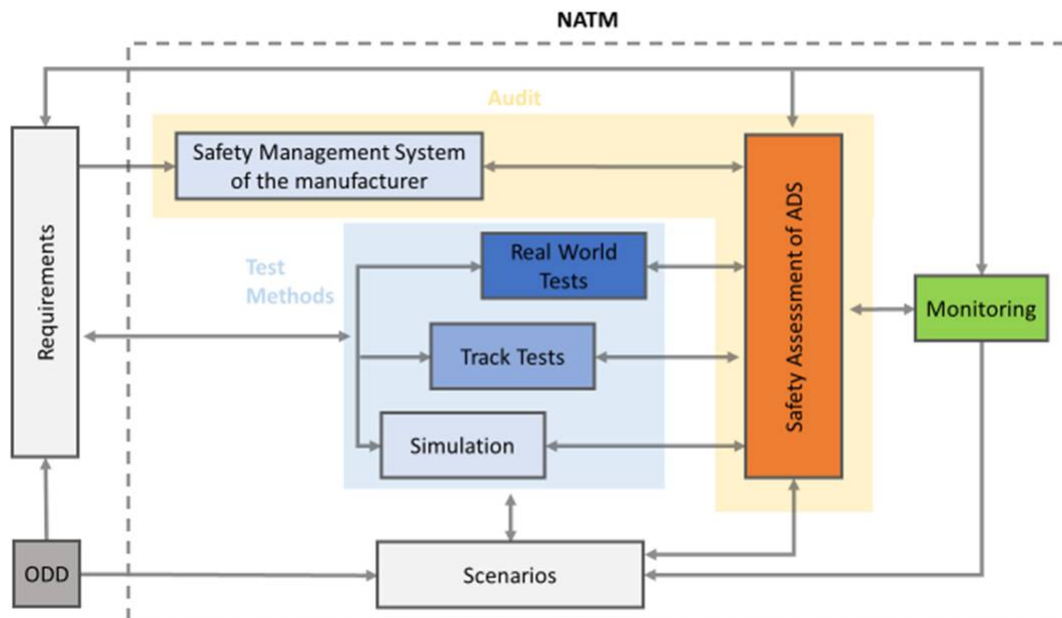 NATM
Audit
Safety Management System
of the manufacturer
Requirements
Safety Assessment of ADS
Real World
Tests
Test
Methods
Monitoring
Track Tests
Simulation
ODD
Scenarios